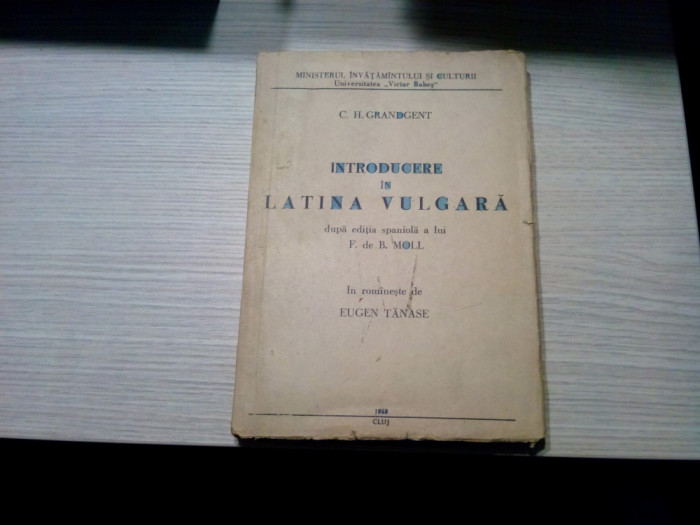 MINISTERUL ÎNVĂŢĂMÎNTULUI ŞI CULTURII
Universitatea „Victor Babeş"
C. H. GRANDGENT
INTRODUCERE
ÎN
LATINA VULGARĂ
după ediţia spaniolă a lui
F. de B. MOLL
In romîneşte de
EUGEN TĂNASE
1958
CLUJ